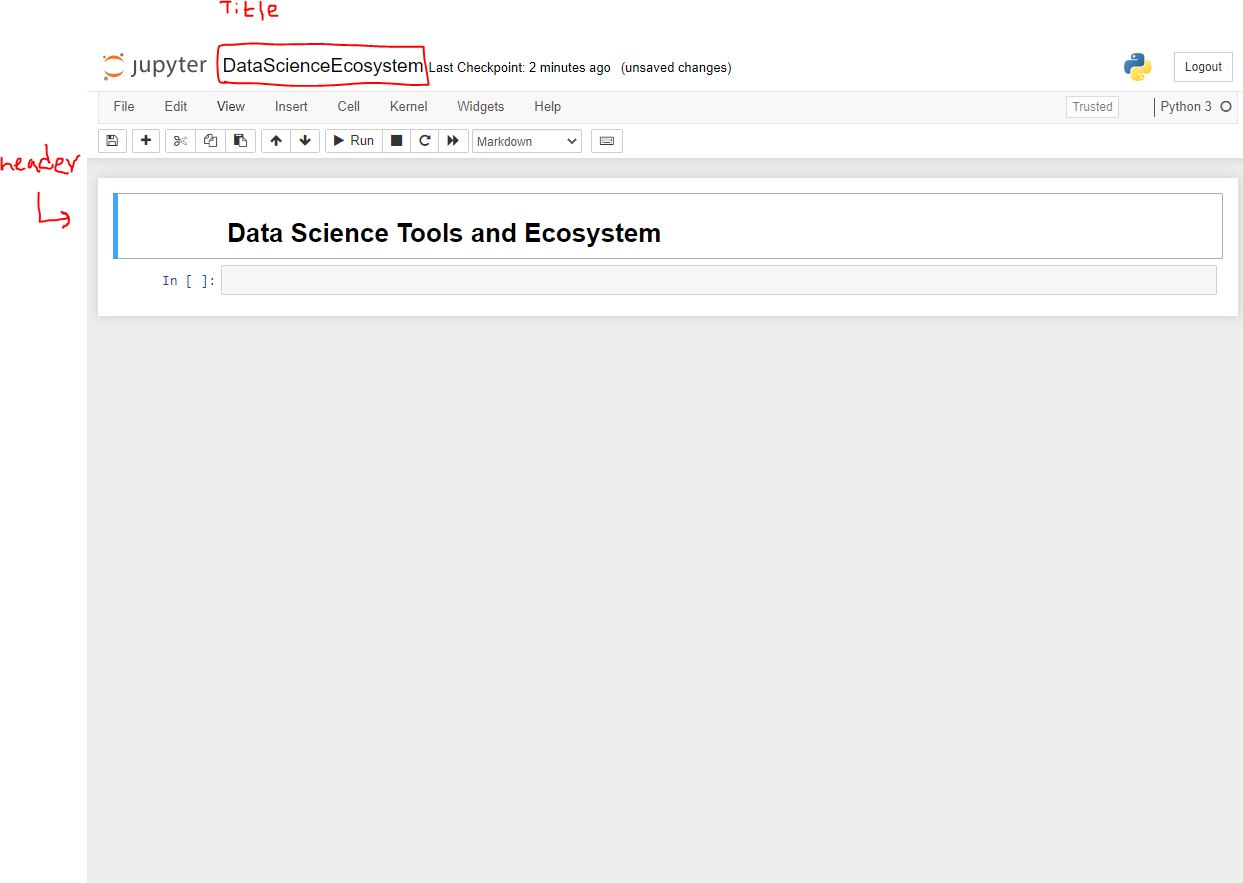 Title
jupyter DataScienceEcosystem Last Checkpoint: 2 minutes ago (unsaved changes) Logout
File Edit View Insert Cell Kernel Widgets Help Trusted Python 3
Run Markdown
header
Data Science Tools and Ecosystem
In [ ]: